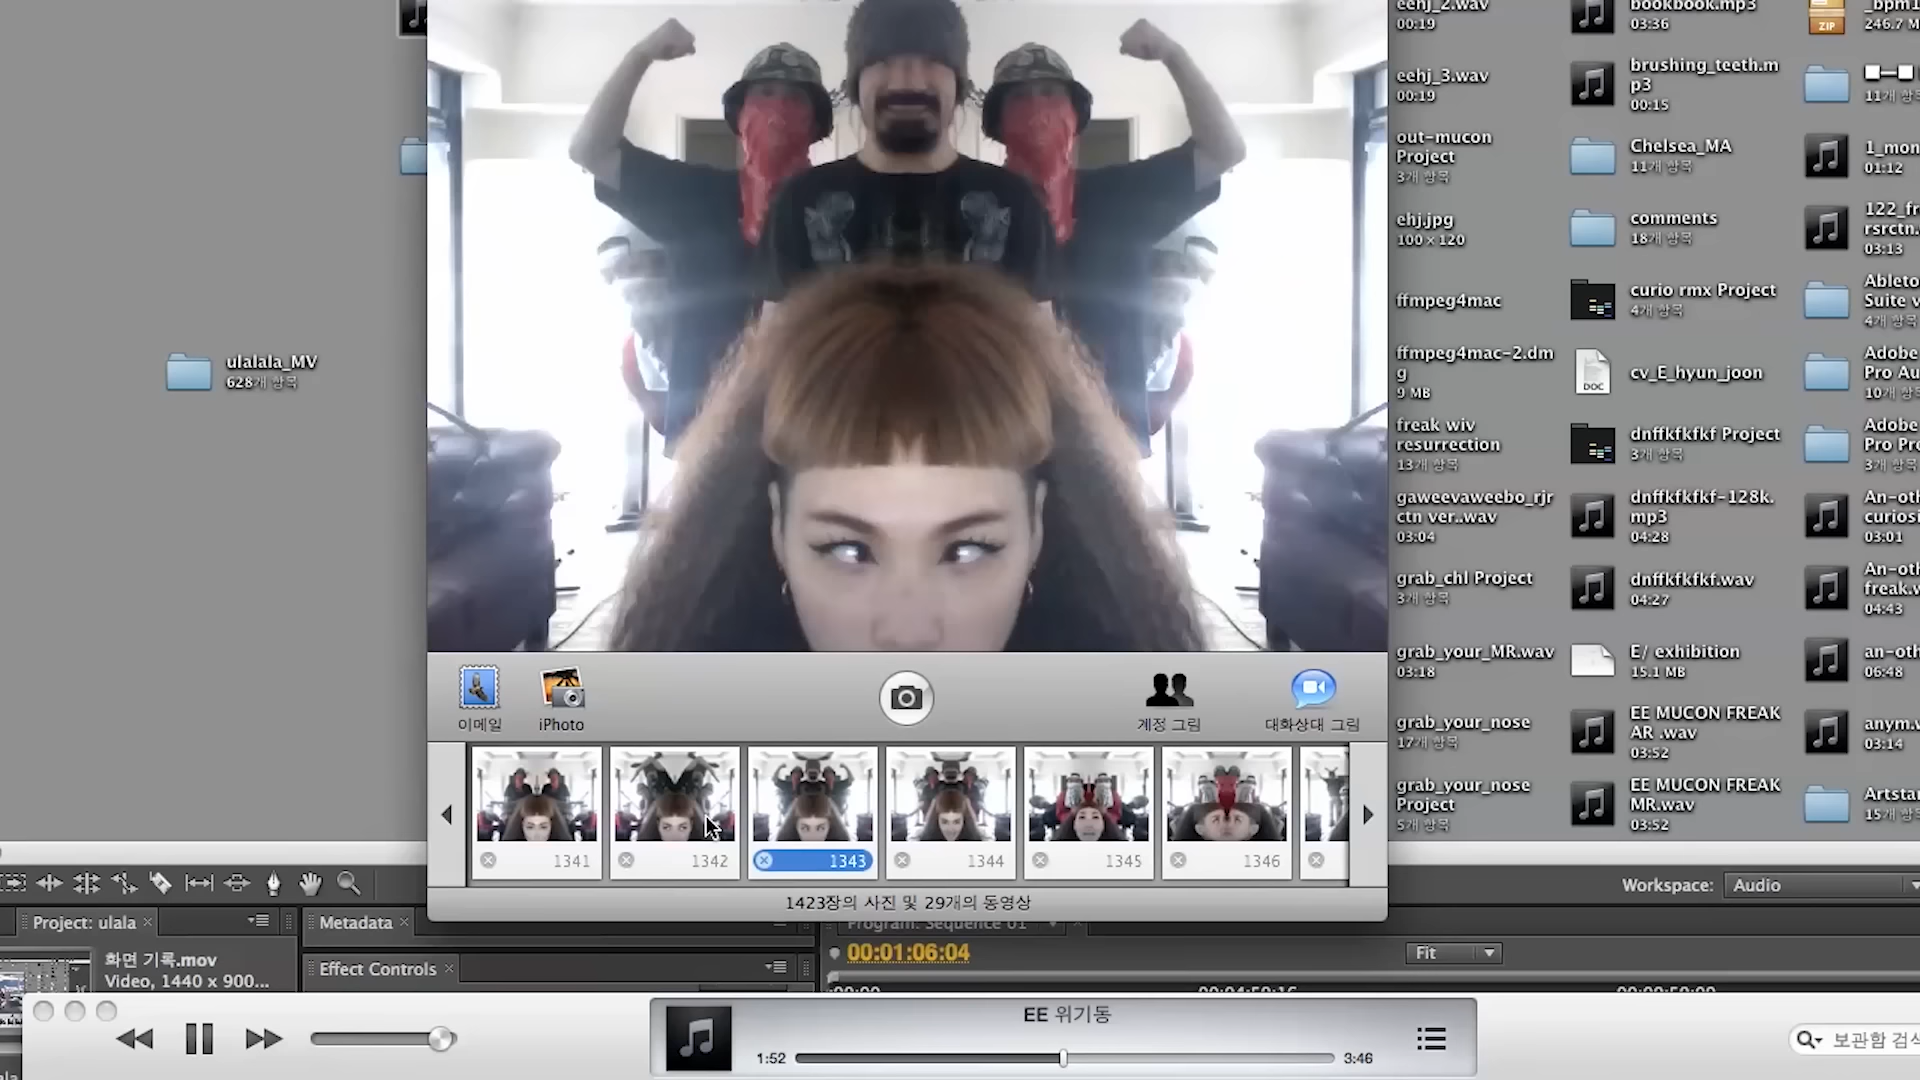 ulalala_MV
628개 항목
eehj_2.wav
00:19
eehj_3.wav
00:19
out-mucon
Project
3개 항목
ehj.jpg
100 x 120
ffmpeg4mac
ffmpeg4mac-2.dm
g
9 MB
freak wiv
resurrection
13개 항목
gaweevaweebo_rjr
ctn ver..wav
03:04
grab_chl Project
3개 항목
grab_your_MR.wav
03:18
grab_your_nose
17개 항목
grab_your_nose
Project
5개 항목
bookbook.mp3
03:36
brushing_teeth.m
p3
00:15
Chelsea_MA
11개 항목
comments
18개 항목
curio rmx Project
4개 항목
DOC
cv_E_hyun_joon
dnffkfkfkf Project
3개 항목
dnffkfkfkf-128k.
mp3
04:28
dnffkfkfkf.wav
04:27
E/ exhibition
15.1 MB
EE MUCON FREAK
AR .wav
03:52
EE MUCON FREAK
MR.wav
03:52
ZIP
_bpm1
246.7 M
11개 항
1_mon
01:12
122_fr
rsrctn.
03:13
Ableto
Suite v
4개 항목
Adobe
Pro Au
10개 항목
Adobe
Pro Pro
3개 항목
An-oth
curiosi
03:01
An-oth
freak.w
04:43
an-oth
06:48
anym.w
03:14
Artstar
15개 항목
이메일
iPhoto
계정 그림
대화상대 그림
1341
1342
1343
1344
1345
1346
1423장의 사진 및 29개의 동영상
Workspace: Audio
Project: ulala
Metadata
Program: Sequence 01
화면 기록.mov
Video, 1440 x 900...
Effect Controls
00:01:06:04
Fit
EE 위기동
1:52
3:46
보관함 검색